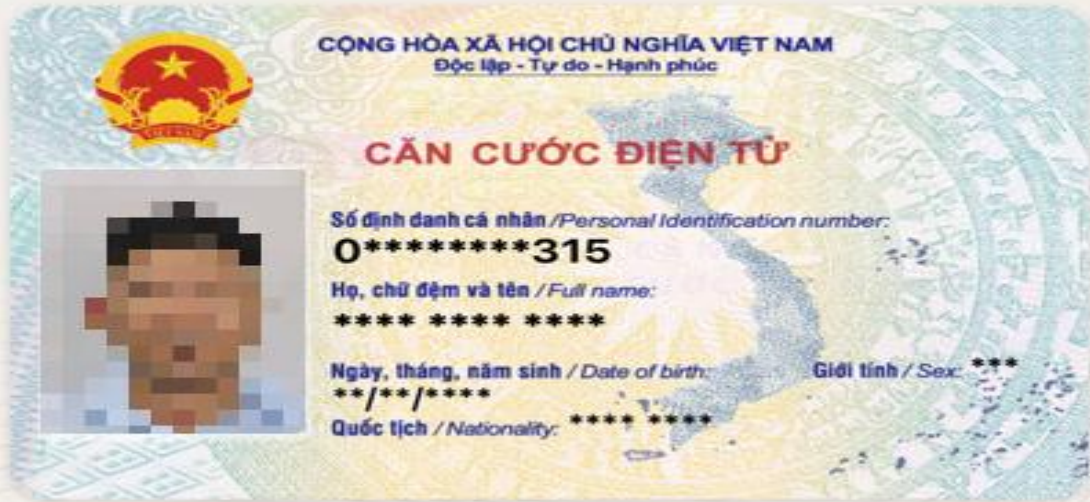 CỘNG HÒA XÃ HỘI CHỦ NGHĨA VIỆT NAM
Độc lập - Tự do - Hạnh phúc
CĂN CƯỚC ĐIỆN TỬ
Số định danh cá nhân /Personal Identification number:
0********315
Họ, chữ đệm và tên /Full name:
**** **** ****
Ngày, tháng, năm sinh / Date of birth: Giới tính / Sex: ***
**/**/****
Quốc tịch / Nationality: **** ****